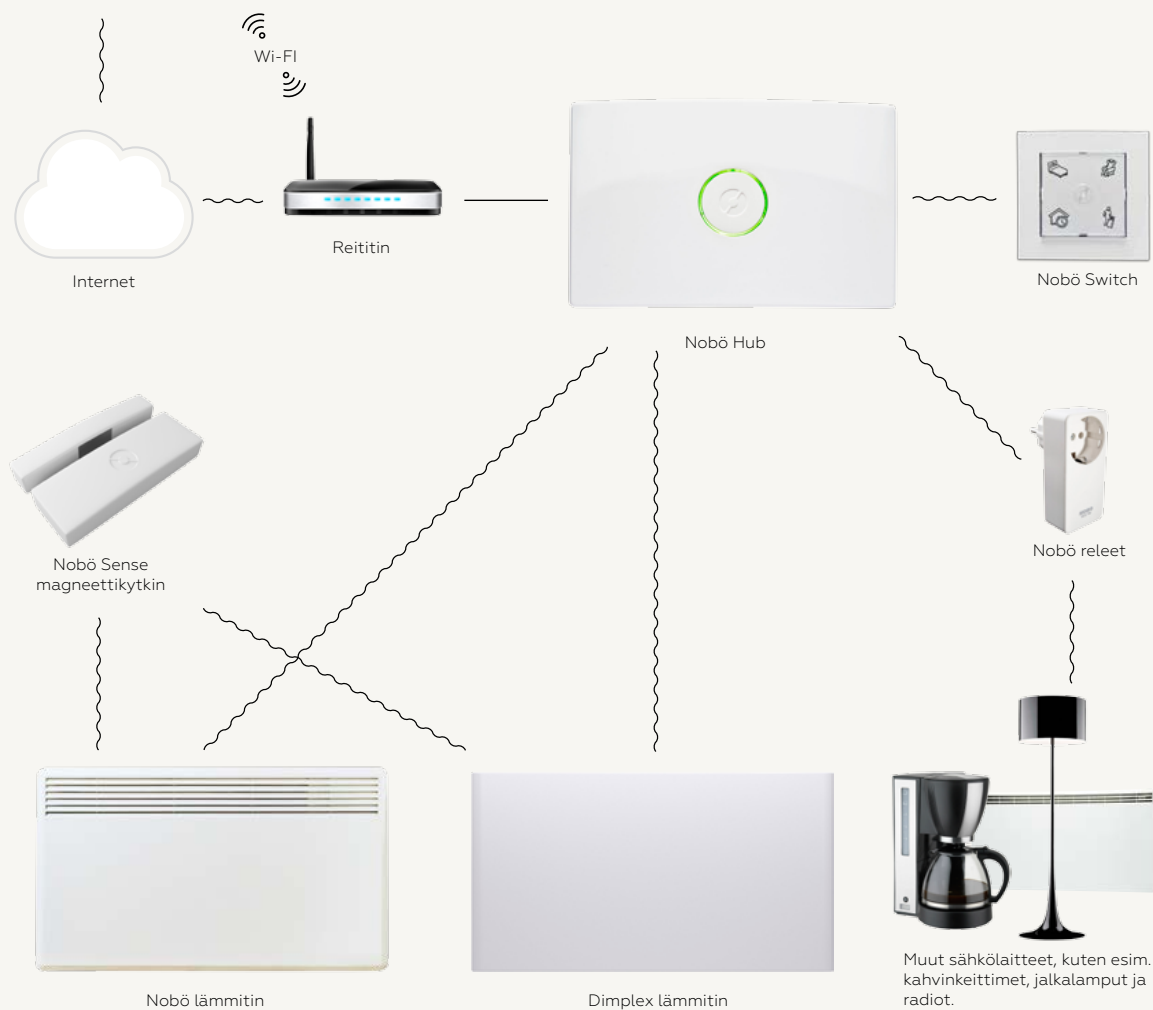 Wi-FI
Internet
Reititin
Nobö Hub
Nobö Switch
Nobö Sense
magneettikytkin
Nobö releet
Nobö lämmitin
Dimplex lämmitin
Muut sähkölaitteet, kuten esim.
kahvinkeittimet, jalkalamput ja
radiot.